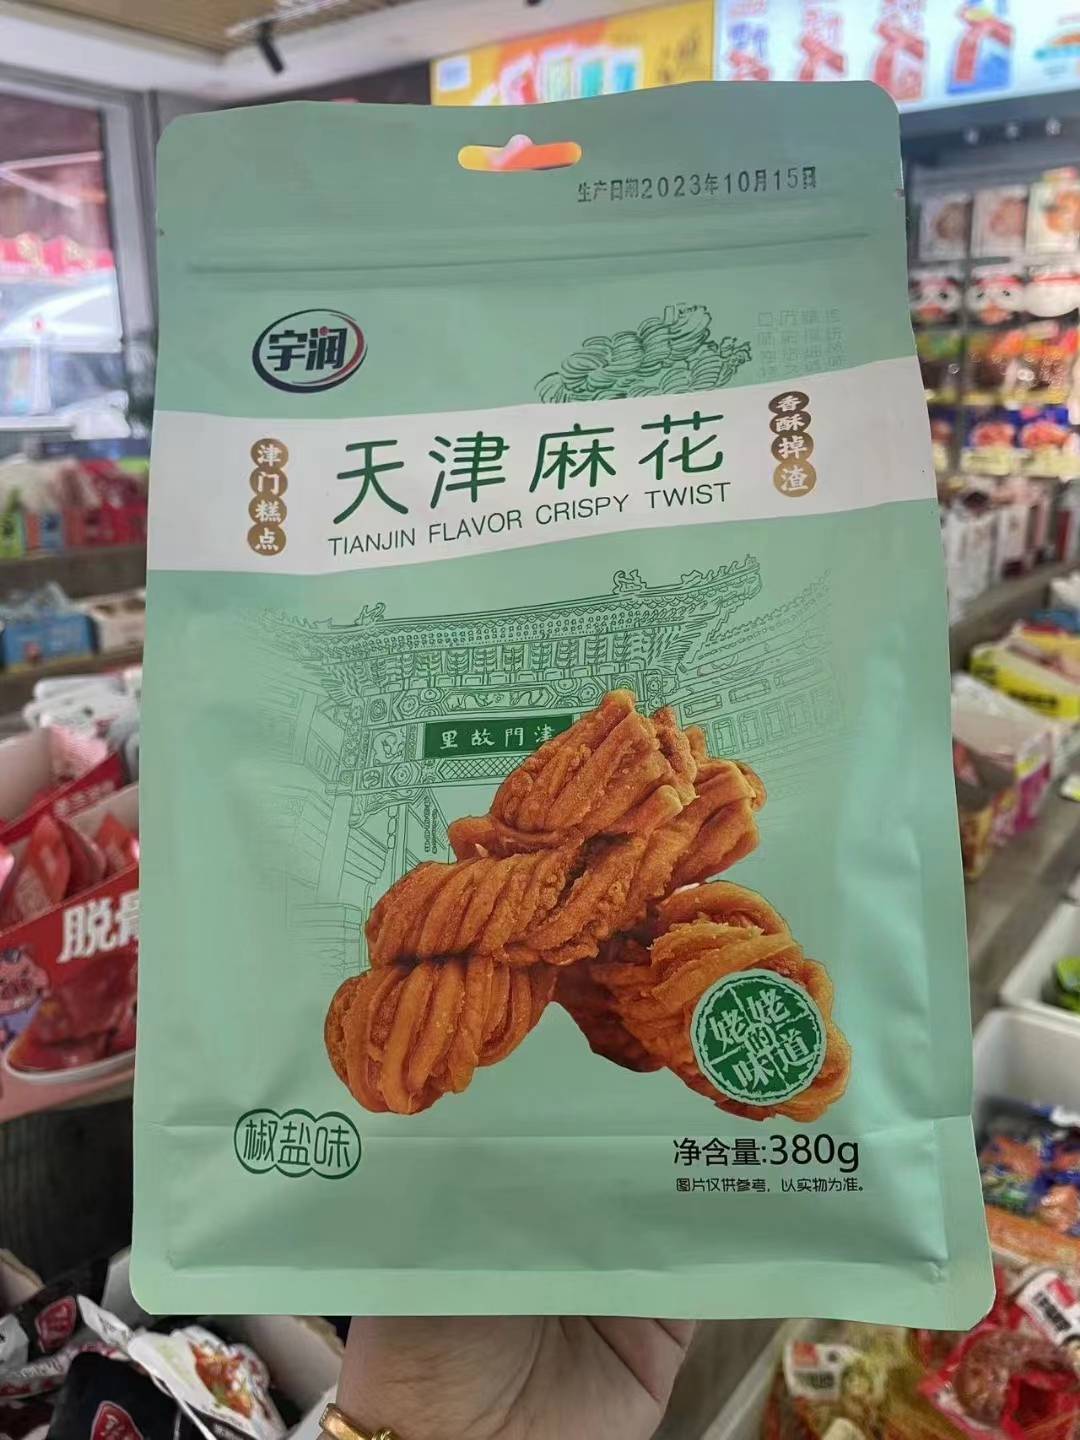 生产日期2023年10月15日
宇润
津门糕点
天津麻花
TIANJIN FLAVOR CRISPY TWIST
香酥掉渣
里故門津
姥姥的味道
椒盐味
净含量:380g
图片仅供参考，以实物为准。
脱骨